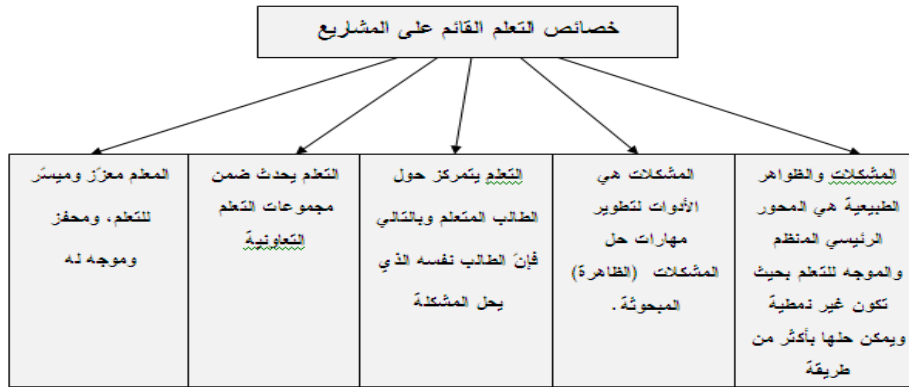 خصائص التعلم القائم على المشاريع
المشكلات والظواهر
الطبيعية هي المحور
الرئيسي المنظم
والموجه للتعلم بحيث
تكون غير نمطية
ويمكن حلها بأكثر من
طريقة
المشكلات هي
الأدوات لتطوير
مهارات حل
المشكلات (الظاهرة)
المبحوثة .
التعلم يتمركز حول
الطالب المتعلم وبالتالي
فإنّ الطالب نفسه الذي
يحل المشكلة
التعلم يحدث ضمن
مجموعات التعلم
التعاونية
المعلم معزّز وميسّر
للتعلم، ومحفز
وموجه له